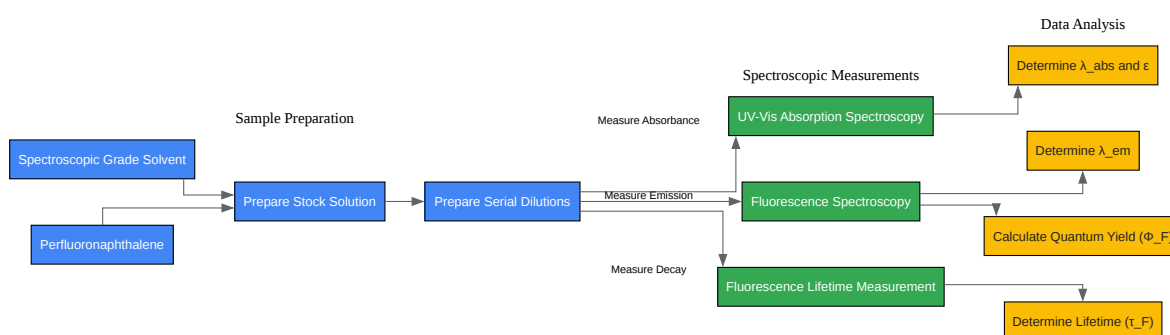 Data Analysis
Determine λ_abs and ε
Spectroscopic Measurements
Sample Preparation
Measure Absorbance
UV-Vis Absorption Spectroscopy
Spectroscopic Grade Solvent
Determine λ_em
Prepare Stock Solution
Prepare Serial Dilutions
Measure Emission
Fluorescence Spectroscopy
Perfluoronaphthalene
Calculate Quantum Yield (Φ_F)
Measure Decay
Fluorescence Lifetime Measurement
Determine Lifetime (τ_F)